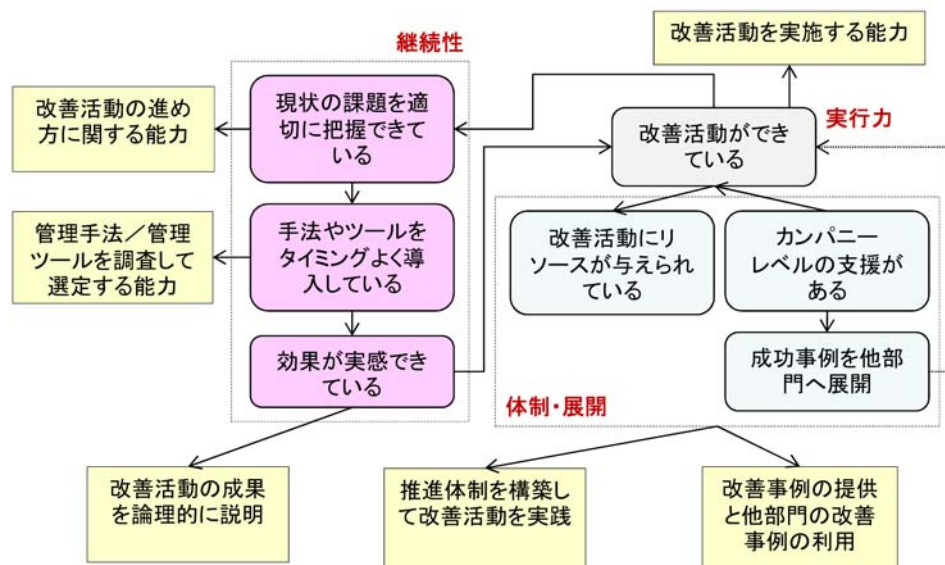 継続性
改善活動を実施する能力
改善活動の進め
方に関する能力
現状の課題を適
切に把握できて
いる
改善活動ができ
ている
実行力
管理手法／管理
ツールを調査して
選定する能力
手法やツールを
タイミングよく導
入している
改善活動にリ
ソースが与えられ
ている
カンパニー
レベルの支援が
ある
効果が実感でき
ている
成功事例を他部
門へ展開
体制・展開
改善活動の成果
を論理的に説明
推進体制を構築し
て改善活動を実践
改善事例の提供
と他部門の改善
事例の利用